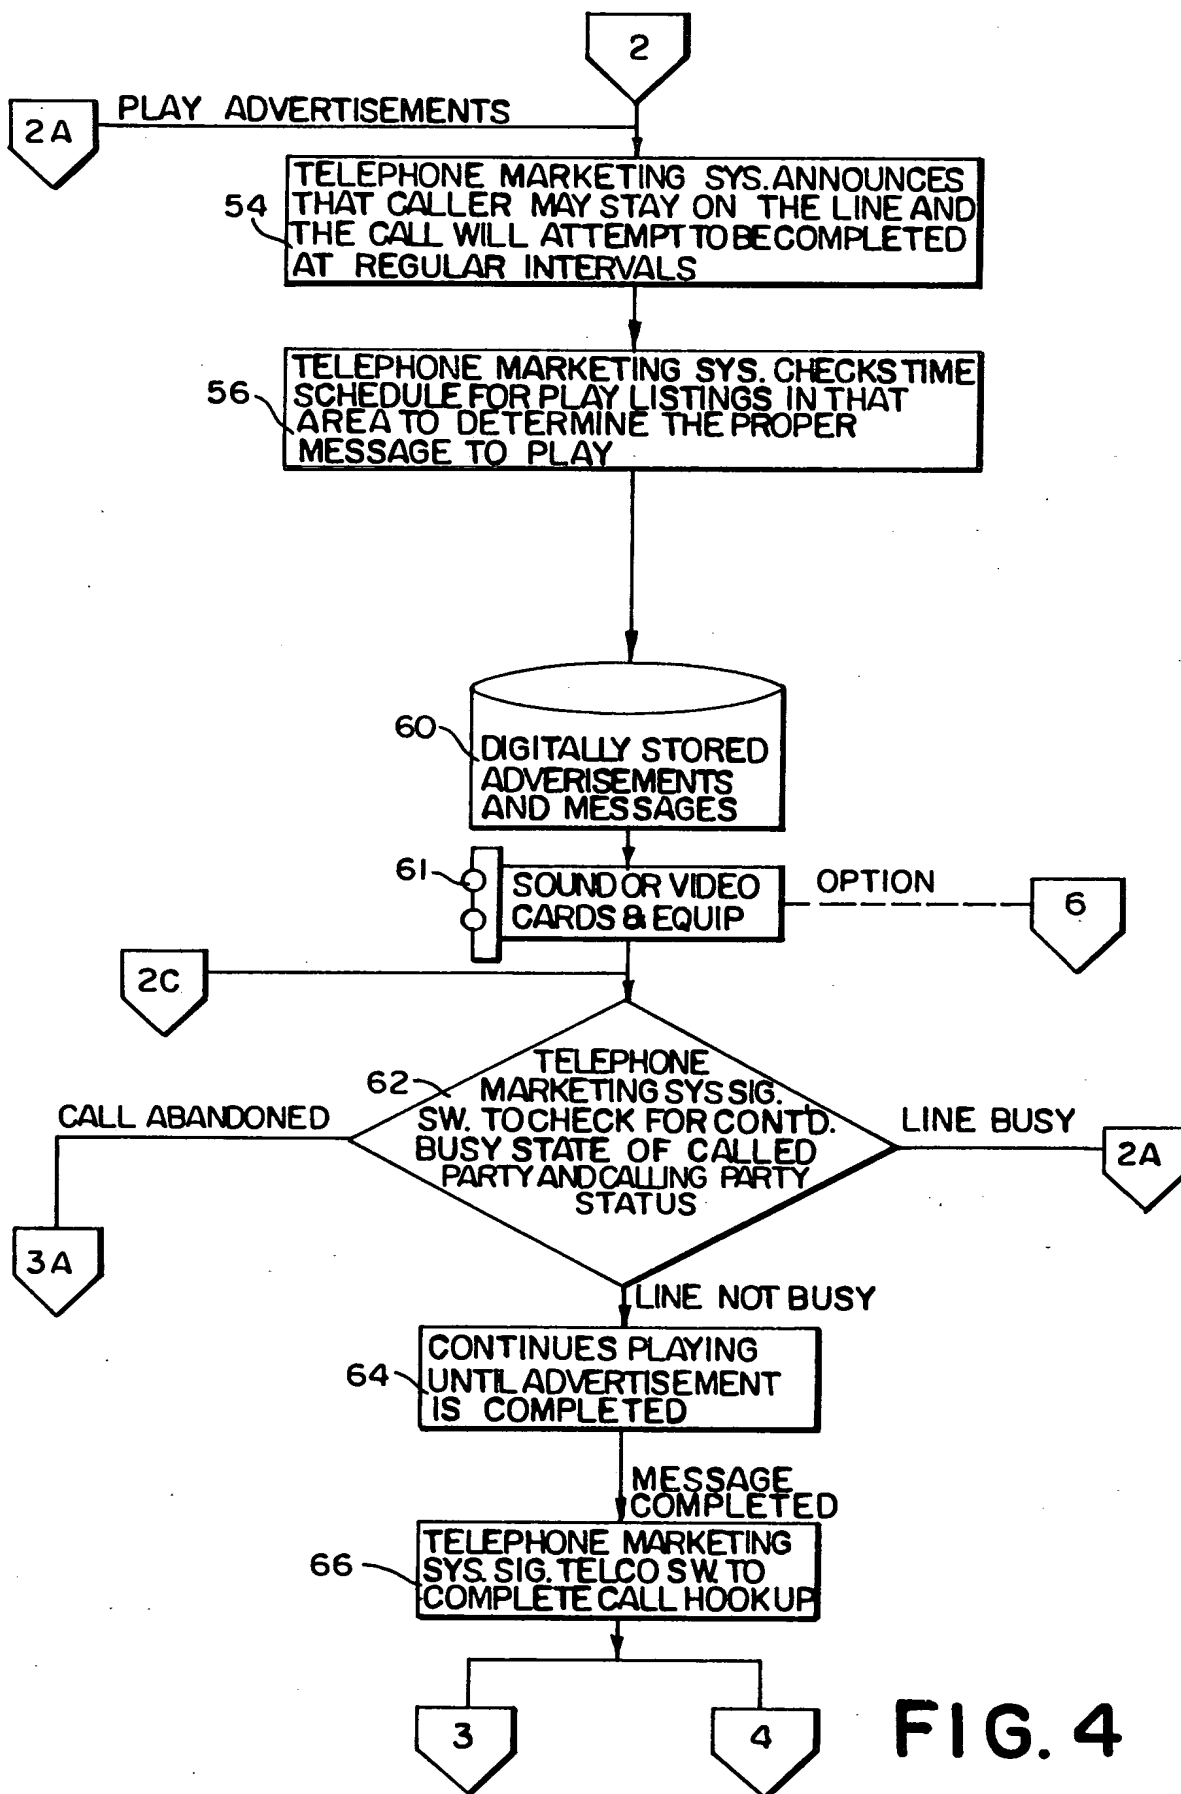 2
2A
PLAY ADVERTISEMENTS
54
TELEPHONE MARKETING SYS. ANNOUNCES
THAT CALLER MAY STAY ON THE LINE AND
THE CALL WILL ATTEMPT TO BE COMPLETED
AT REGULAR INTERVALS
56
TELEPHONE MARKETING SYS. CHECKS TIME
SCHEDULE FOR PLAY LISTINGS IN THAT
AREA TO DETERMINE THE PROPER
MESSAGE TO PLAY
60
DIGITALLY STORED
ADVERISEMENTS
AND MESSAGES
61
SOUND OR VIDEO
CARDS & EQUIP
OPTION
6
2C
62
TELEPHONE
MARKETING SYS SIG.
SW. TO CHECK FOR CONT'D.
BUSY STATE OF CALLED
PARTY AND CALLING PARTY
STATUS
CALL ABANDONED
3A
LINE BUSY
2A
LINE NOT BUSY
64
CONTINUES PLAYING
UNTIL ADVERTISEMENT
IS COMPLETED
MESSAGE
COMPLETED
66
TELEPHONE MARKETING
SYS. SIG. TELCO SW. TO
COMPLETE CALL HOOKUP
3
4
FIG. 4